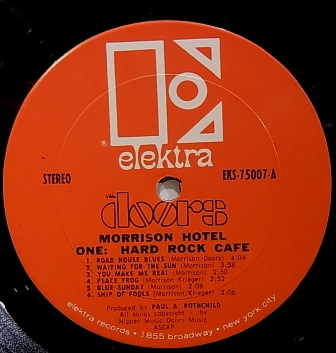 elektra
®
STEREO
EKS-75007-A
THE
doors
MORRISON HOTEL
ONE: HARD ROCK CAFE
1. ROAD HOUSE BLUES (Morrison, Doors) 4:04
2. WAITING FOR THE SUN (Morrison) 3:58
3. YOU MAKE ME REAL (Morrison) 2:50
4. PEACE FROG (Morrison, Krieger) 2:52
5. BLUE SUNDAY (Morrison) 2:08
6. SHIP OF FOOLS (Morrison, Krieger) 3:06
Produced by PAUL A. ROTHCHILD
All songs copyright © by
Nipper Music/Doors Music
ASCAP
elektra records • 1855 broadway • new york city